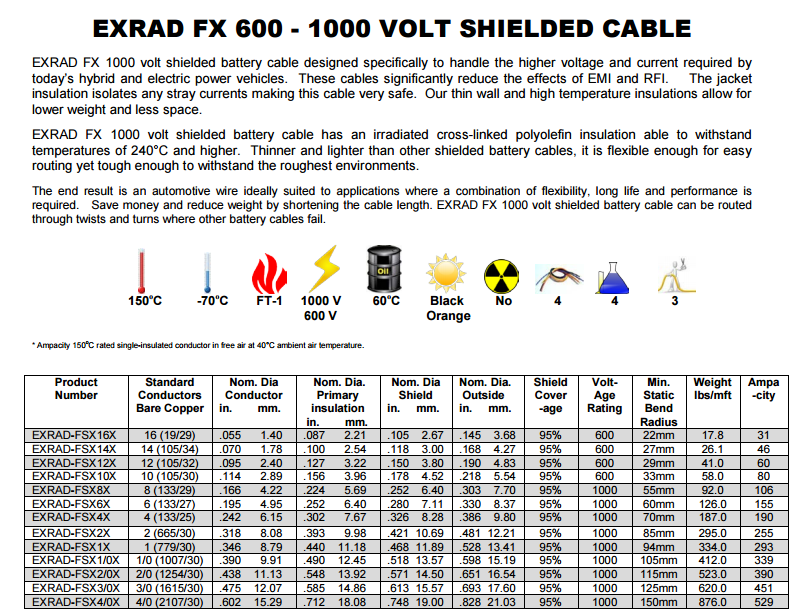 EXRAD FX 600 - 1000 VOLT SHIELDED CABLE
EXRAD FX 1000 volt shielded battery cable designed specifically to handle the higher voltage and current required by
today's hybrid and electric power vehicles. These cables significantly reduce the effects of EMI and RFI. The jacket
insulation isolates any stray currents making this cable very safe. Our thin wall and high temperature insulations allow for
lower weight and less space.
EXRAD FX 1000 volt shielded battery cable has an irradiated cross-linked polyolefin insulation able to withstand
temperatures of 240°C and higher. Thinner and lighter than other shielded battery cables, it is flexible enough for easy
routing yet tough enough to withstand the roughest environments.
The end result is an automotive wire ideally suited to applications where a combination of flexibility, long life and performance is
required. Save money and reduce weight by shortening the cable length. EXRAD FX 1000 volt shielded battery cable can be routed
through twists and turns where other battery cables fail.
Oil
150°C -70°C FT-1 1000 V 60°C Black No 4 4 3
600 V Orange
* Ampacity 150°C rated single-insulated conductor in free air at 40°C ambient air temperature.
Product Standard Nom. Dia Nom. Dia. Nom. Dia Nom. Dia. Shield Volt- Min. Weight Ampa
Number Conductors Conductor Primary Shield Outside Cover Age Static lbs/mft -city
Bare Copper in. mm. insulation in. mm. in. mm. -age Rating Bend
in. mm. Radius
EXRAD-FSX16X 16 (19/29) .055 1.40 .087 2.21 .105 2.67 .145 3.68 95% 600 22mm 17.8 31
EXRAD-FSX14X 14 (105/34) .070 1.78 .100 2.54 .118 3.00 .168 4.27 95% 600 27mm 26.1 46
EXRAD-FSX12X 12 (105/32) .095 2.40 .127 3.22 .150 3.80 .190 4.83 95% 600 29mm 41.0 60
EXRAD-FSX10X 10 (105/30) .114 2.89 .156 3.96 .178 4.52 .218 5.54 95% 600 33mm 58.0 80
EXRAD-FSX8X 8 (133/29) .166 4.22 .224 5.69 .252 6.40 .303 7.70 95% 1000 55mm 92.0 106
EXRAD-FSX6X 6 (133/27) .195 4.95 .252 6.40 .280 7.11 .330 8.37 95% 1000 60mm 126.0 155
EXRAD-FSX4X 4 (133/25) .242 6.15 .302 7.67 .326 8.28 .386 9.80 95% 1000 70mm 187.0 190
EXRAD-FSX2X 2 (665/30) .318 8.08 .393 9.98 .421 10.69 .481 12.21 95% 1000 85mm 295.0 255
EXRAD-FSX1X 1 (779/30) .346 8.79 .440 11.18 .468 11.89 .528 13.41 95% 1000 94mm 334.0 293
EXRAD-FSX1/0X 1/0 (1007/30) .390 9.91 .490 12.45 .518 13.57 .598 15.19 95% 1000 105mm 412.0 339
EXRAD-FSX2/0X 2/0 (1254/30) .438 11.13 .548 13.92 .571 14.50 .651 16.54 95% 1000 115mm 523.0 390
EXRAD-FSX3/0X 3/0 (1615/30) .475 12.07 .585 14.86 .613 15.57 .693 17.60 95% 1000 125mm 620.0 451
EXRAD-FSX4/0X 4/0 (2107/30) .602 15.29 .712 18.08 .748 19.00 .828 21.03 95% 1000 150mm 876.0 529